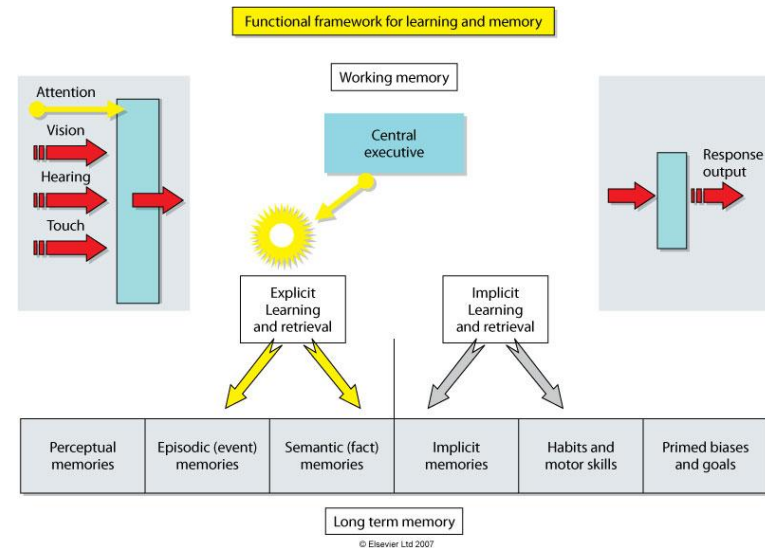 Functional framework for learning and memory
Working memory
Attention
Vision
Hearing
Touch
Central
executive
Response
output
Explicit
Learning
and retrieval
Implicit
Learning
and retrieval
Perceptual
memories
Episodic (event)
memories
Semantic (fact)
memories
Implicit
memories
Habits and
motor skills
Primed biases
and goals
Long term memory
© Elsevier Ltd 2007